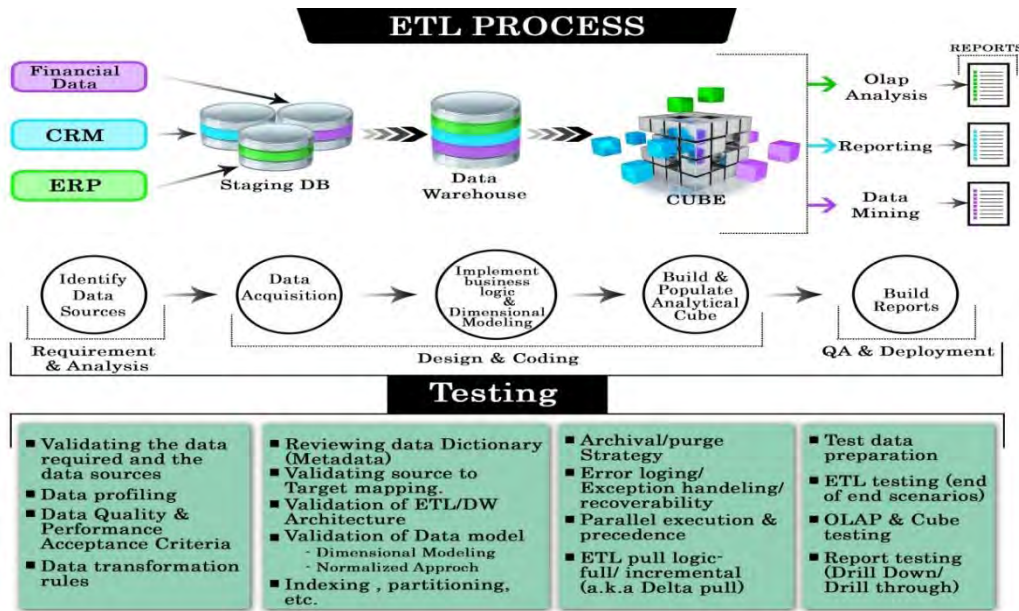 ETL PROCESS
REPORTS
Financial
Data
CRM
ERP
Staging DB
Data
Warehouse
CUBE
Olap
Analysis
Reporting
Data
Mining
Identify
Data
Sources
Data
Acquisition
Implement
business
logic
&
Dimensional
Modeling
Build &
Populate
Analytical
Cube
Build
Reports
Requirement
& Analysis
Design & Coding
QA & Deployment
Testing
■ Validating the data
required and the
data sources
■ Data profiling
■ Data Quality &
Performance
Acceptance Criteria
■ Data transformation
rules
■ Reviewing data Dictionary
(Metadata)
■ Validating source to
Target mapping.
■ Validation of ETL/DW
Architecture
■ Validation of Data model
- Dimensional Modeling
- Normalized Approch
■ Indexing , partitioning,
etc.
■ Archival/purge
Strategy
■ Error loging/
Exception handeling/
recoverability
■ Parallel execution &
precedence
■ ETL pull logic-
full/ incremental
(a.k.a Delta pull)
■ Test data
preparation
■ ETL testing (end of
end scenarios)
■ OLAP & Cube
testing
■ Report testing
(Drill Down/
Drill through)